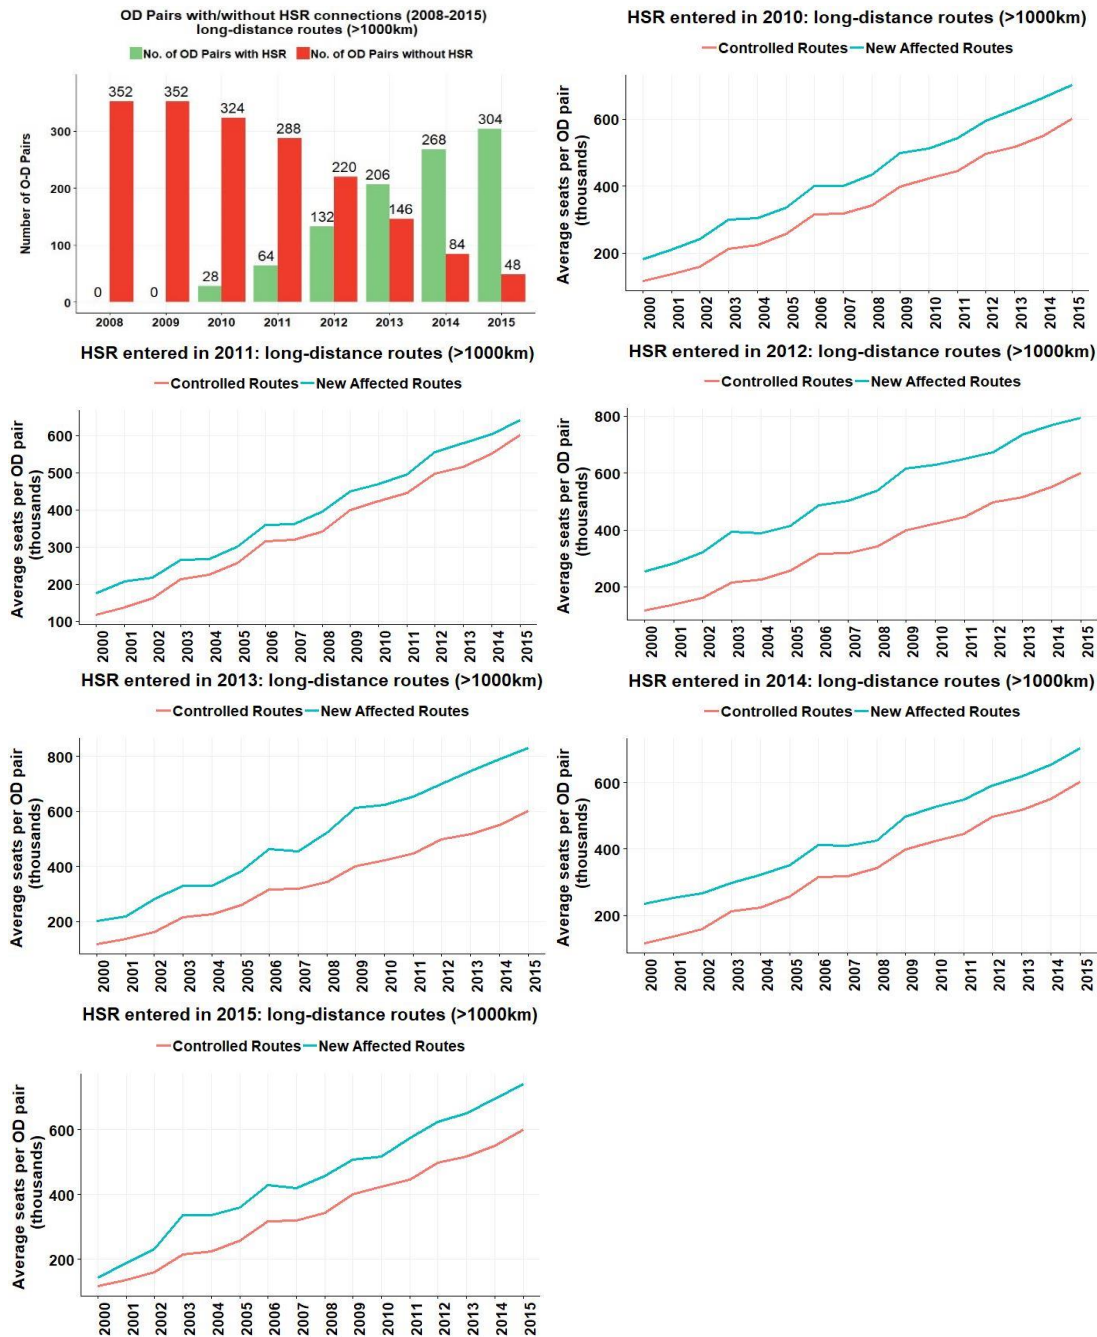 OD Pairs with/without HSR connections (2008-2015)
long-distance routes (>1000km)
No. of OD Pairs with HSR No. of OD Pairs without HSR
Number of O-D Pairs
300
200
100
0
0 352 0 352 28 324 64 288 132 220 206 146 268 84 304 48
2008 2009 2010 2011 2012 2013 2014 2015
HSR entered in 2010: long-distance routes (>1000km)
Controlled Routes New Affected Routes
Average seats per OD pair
(thousands)
600
400
200
2000 2001 2002 2003 2004 2005 2006 2007 2008 2009 2010 2011 2012 2013 2014 2015
HSR entered in 2011: long-distance routes (>1000km)
Controlled Routes New Affected Routes
Average seats per OD pair
(thousands)
600
500
400
300
200
100
2000 2001 2002 2003 2004 2005 2006 2007 2008 2009 2010 2011 2012 2013 2014 2015
HSR entered in 2012: long-distance routes (>1000km)
Controlled Routes New Affected Routes
Average seats per OD pair
(thousands)
800
600
400
200
2000 2001 2002 2003 2004 2005 2006 2007 2008 2009 2010 2011 2012 2013 2014 2015
HSR entered in 2013: long-distance routes (>1000km)
Controlled Routes New Affected Routes
Average seats per OD pair
(thousands)
800
600
400
200
2000 2001 2002 2003 2004 2005 2006 2007 2008 2009 2010 2011 2012 2013 2014 2015
HSR entered in 2014: long-distance routes (>1000km)
Controlled Routes New Affected Routes
Average seats per OD pair
(thousands)
600
400
200
2000 2001 2002 2003 2004 2005 2006 2007 2008 2009 2010 2011 2012 2013 2014 2015
HSR entered in 2015: long-distance routes (>1000km)
Controlled Routes New Affected Routes
Average seats per OD pair
(thousands)
600
400
200
2000 2001 2002 2003 2004 2005 2006 2007 2008 2009 2010 2011 2012 2013 2014 2015